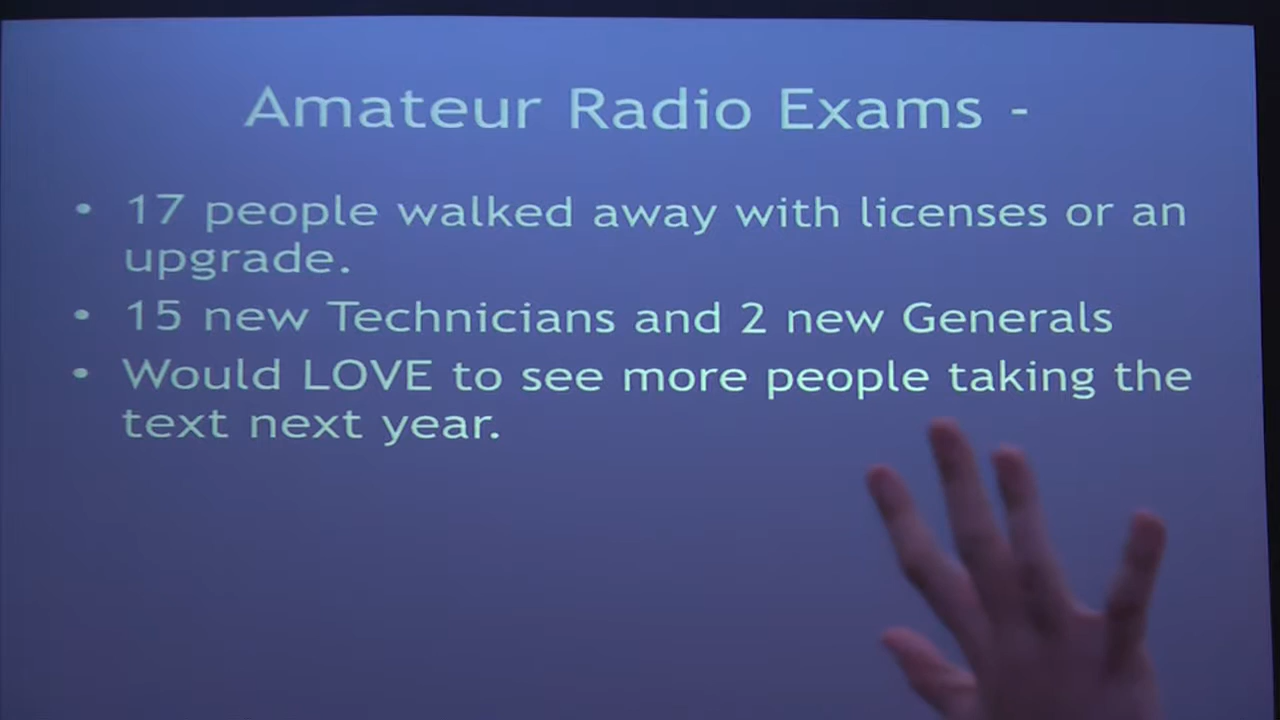 Amateur Radio Exams -
• 17 people walked away with licenses or an
upgrade.
• 15 new Technicians and 2 new Generals
• Would LOVE to see more people taking the
text next year.